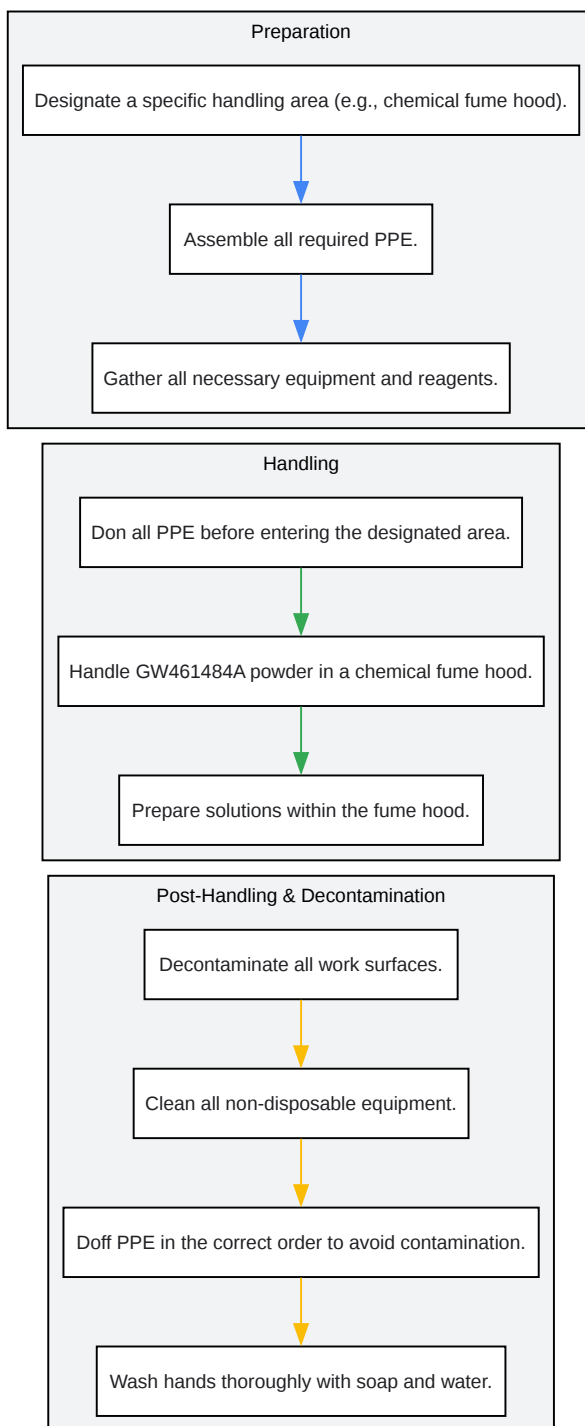 Preparation
Designate a specific handling area (e.g., chemical fume hood).
Assemble all required PPE.
Gather all necessary equipment and reagents.
Handling
Don all PPE before entering the designated area.
Handle GW461484A powder in a chemical fume hood.
Prepare solutions within the fume hood.
Post-Handling & Decontamination
Decontaminate all work surfaces.
Clean all non-disposable equipment.
Doff PPE in the correct order to avoid contamination.
Wash hands thoroughly with soap and water.